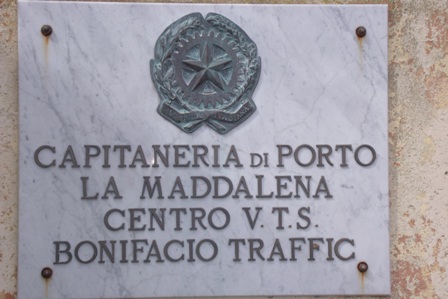 CAPITANERIA DI PORTO
LA MADDALENA
CENTRO V.T.S.
BONIFACIO TRAFFIC